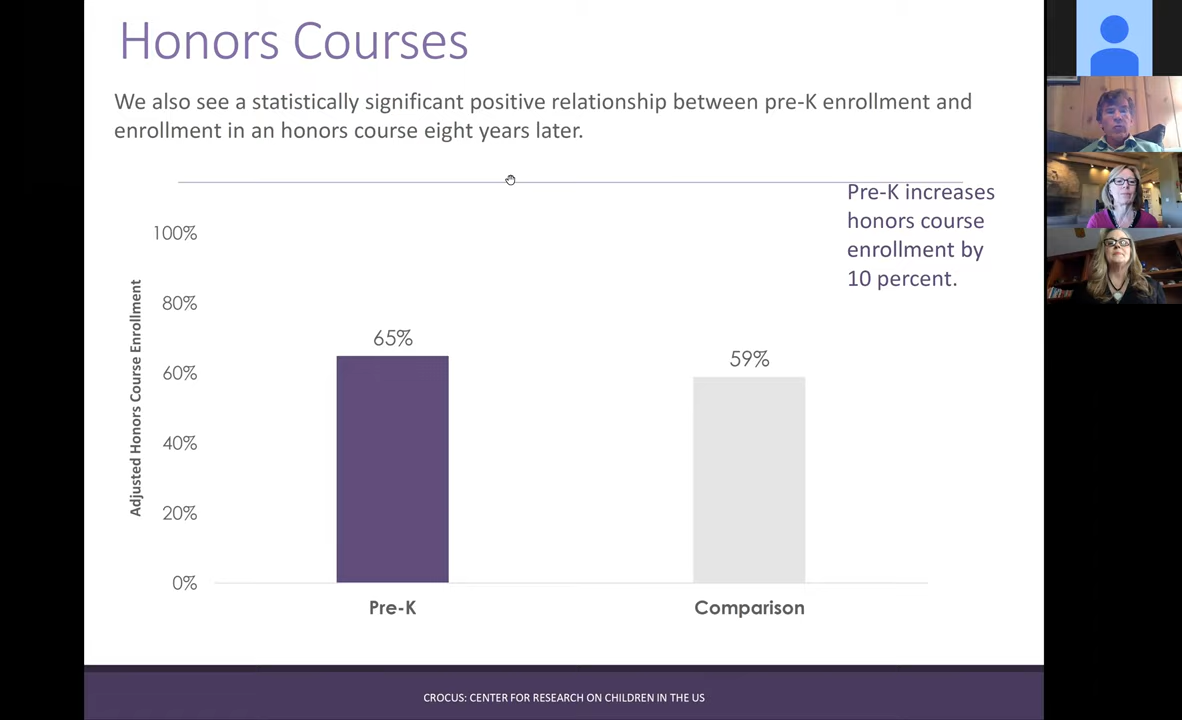 Honors Courses
We also see a statistically significant positive relationship between pre-K enrollment and
enrollment in an honors course eight years later.
Pre-K increases
honors course
enrollment by
10 percent.
Adjusted Honors Course Enrollment
100%
80%
60%
40%
20%
0%
65%
59%
Pre-K
Comparison
CROCUS: CENTER FOR RESEARCH ON CHILDREN IN THE US